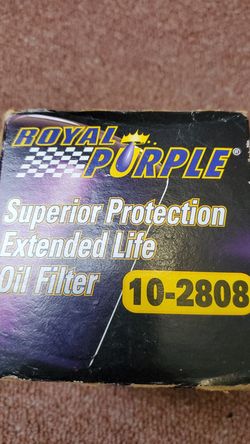 ROYAL
PURPLE®
Superior Protection
Extended Life
Oil Filter
10-2808